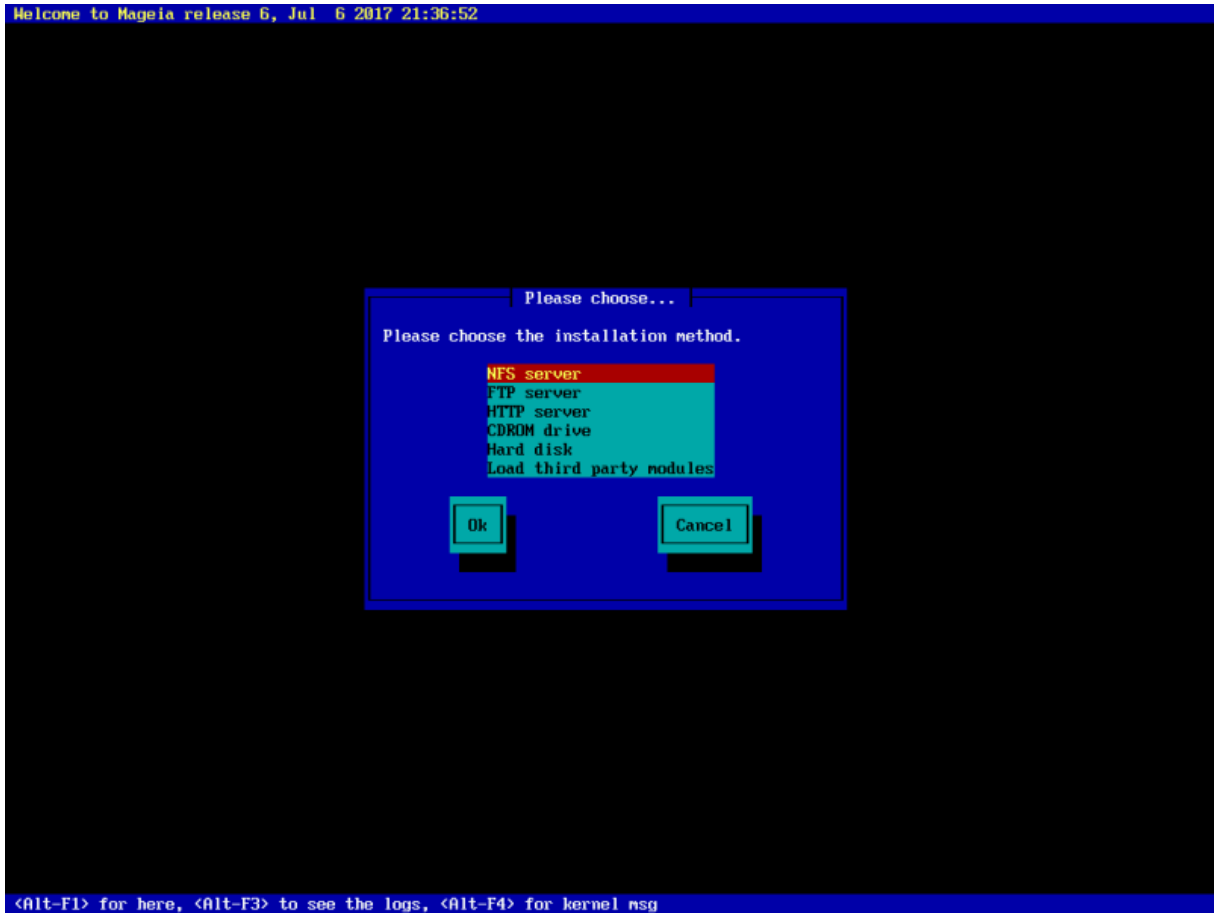 Welcome to Mageia release 6, Jul  6 2017 21:36:52
Please choose...
Please choose the installation method.
NFS server
FTP server
HTTP server
CDROM drive
Hard disk
Load third party modules
Ok
Cancel
<Alt-F1> for here, <Alt-F3> to see the logs, <Alt-F4> for kernel msg